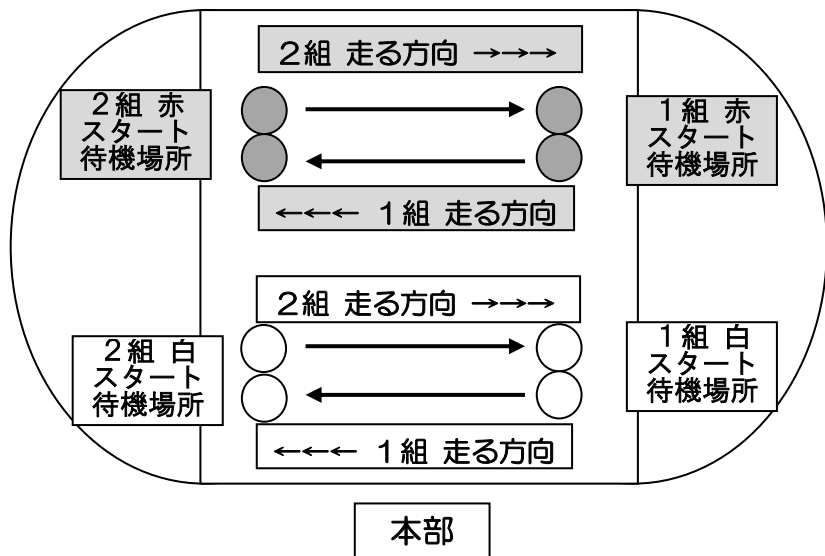 2組 走る方向 →→→
2組 赤
スタート
待機場所
1組 赤
スタート
待機場所
←←← 1組 走る方向
2組 走る方向 →→→
2組 白
スタート
待機場所
1組 白
スタート
待機場所
←←← 1組 走る方向
本部